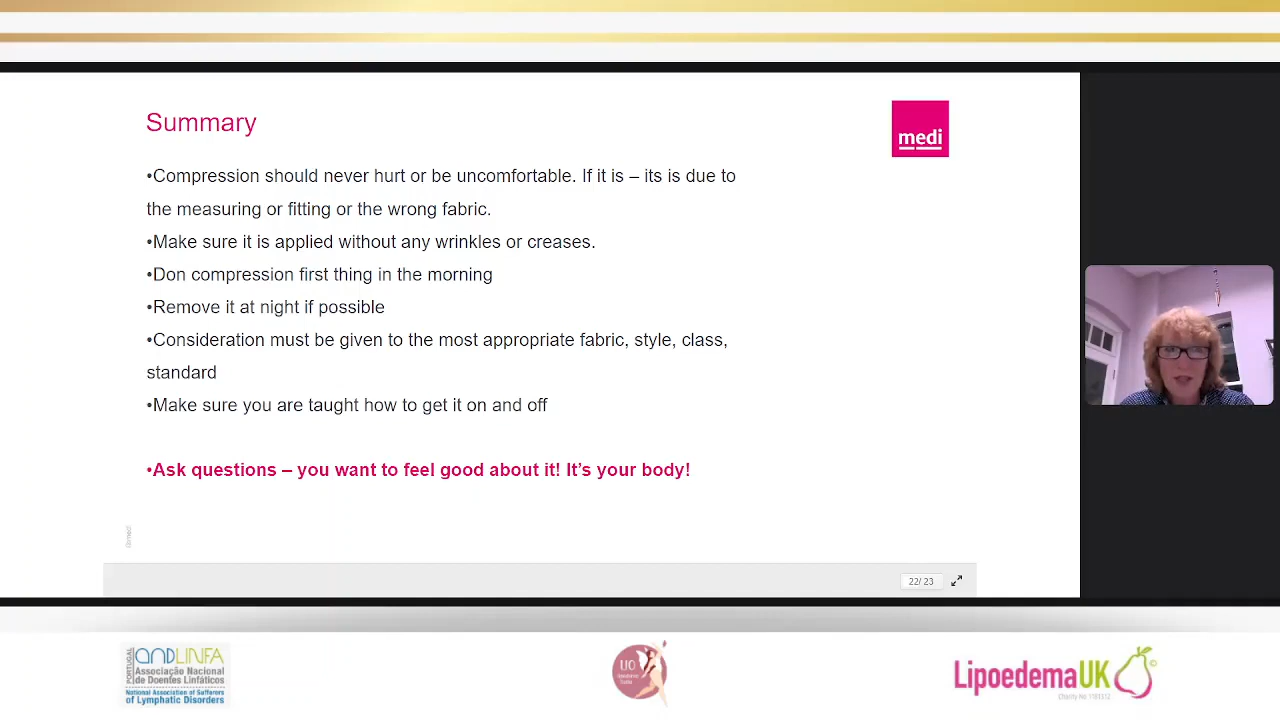 Summary
medi
•Compression should never hurt or be uncomfortable. If it is – its is due to
the measuring or fitting or the wrong fabric.
•Make sure it is applied without any wrinkles or creases.
•Don compression first thing in the morning
•Remove it at night if possible
•Consideration must be given to the most appropriate fabric, style, class,
standard
•Make sure you are taught how to get it on and off
•Ask questions – you want to feel good about it! It's your body!
22/ 23
PORTUGAL
ANDLINFA
Associação Nacional
de Doentes Linfáticos
National Association of Sufferers
of Lymphatic Disorders
LIO
LipoedemaUK